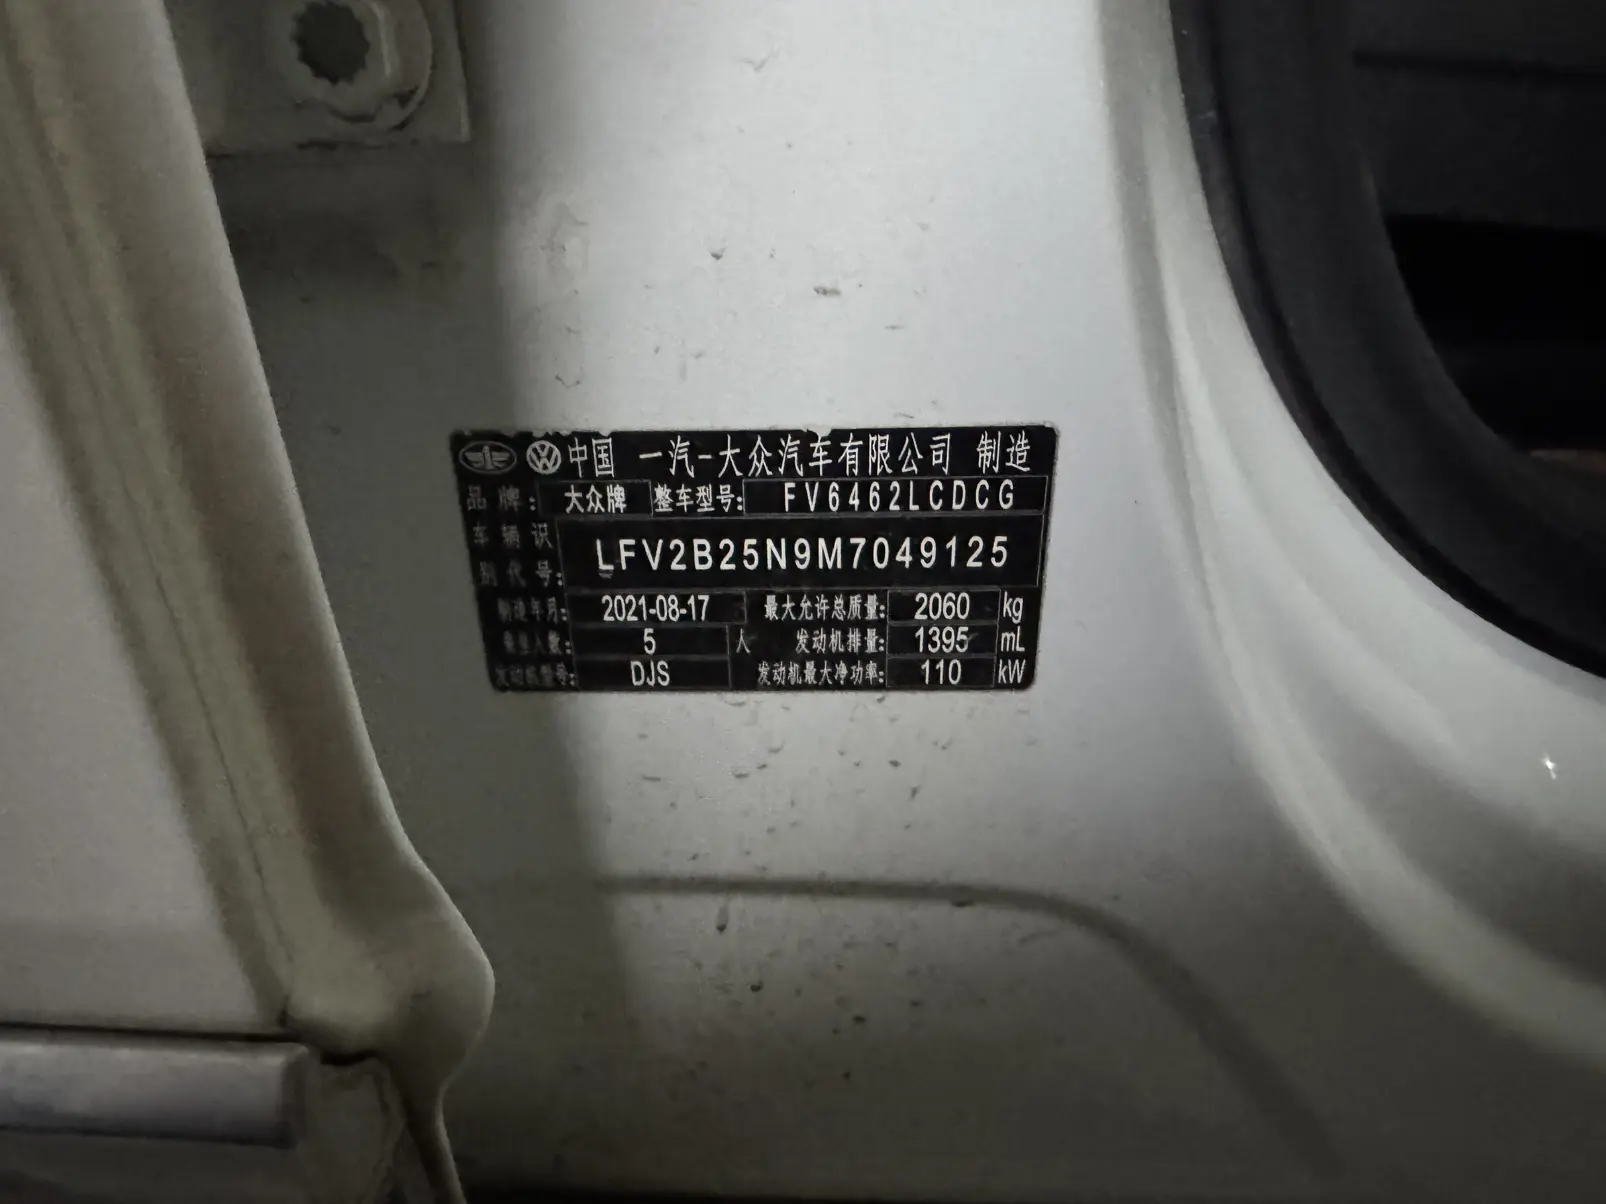 中国 一汽-大众汽车有限公司 制造
品牌: 大众牌 整车型号: FV6462LCDCG
车辆识别代号: LFV2B25N9M7049125
制造年月: 2021-08-17 最大允许总质量: 2060 kg
乘坐人数: 5 人 发动机排量: 1395 mL
发动机型号: DJS 发动机最大净功率: 110 kW